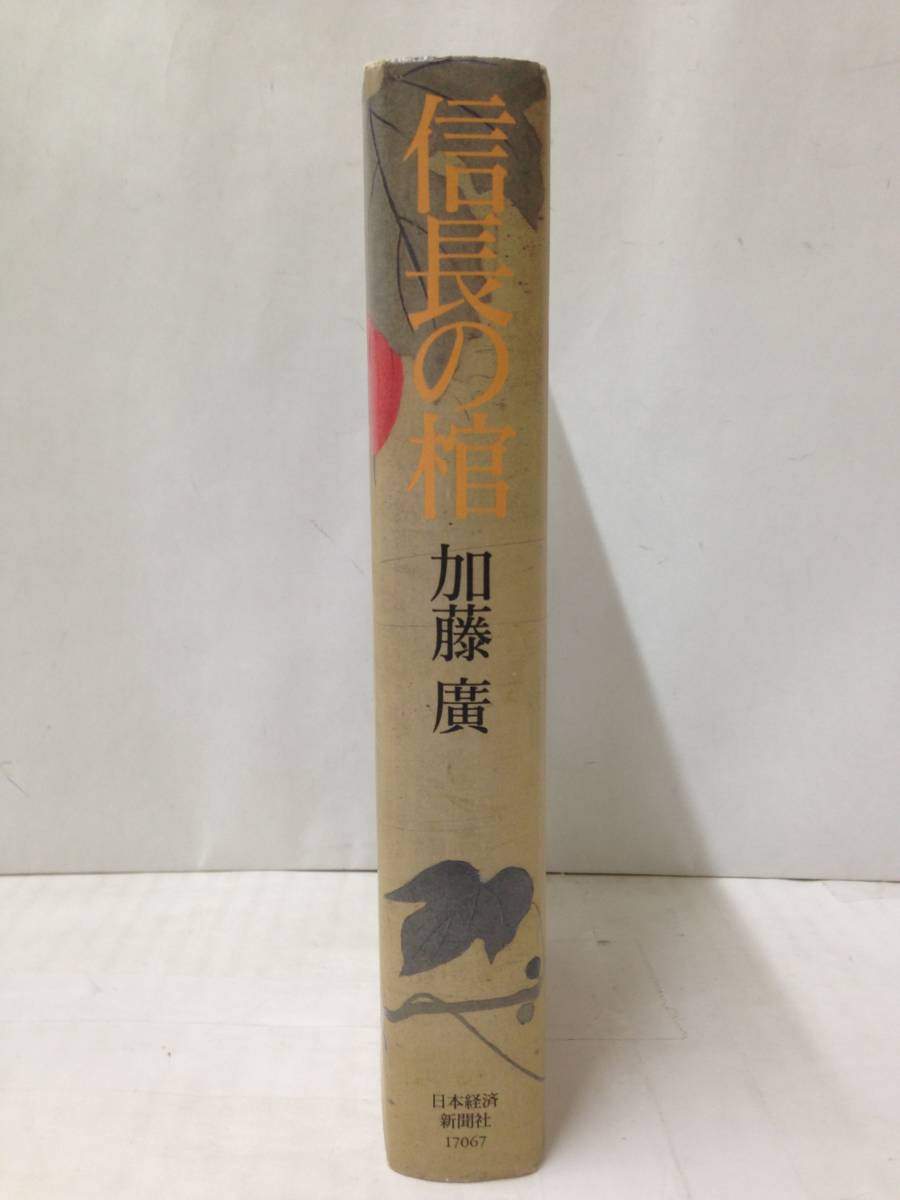 信長の棺
加藤 廣
日本経済
新聞社
17067